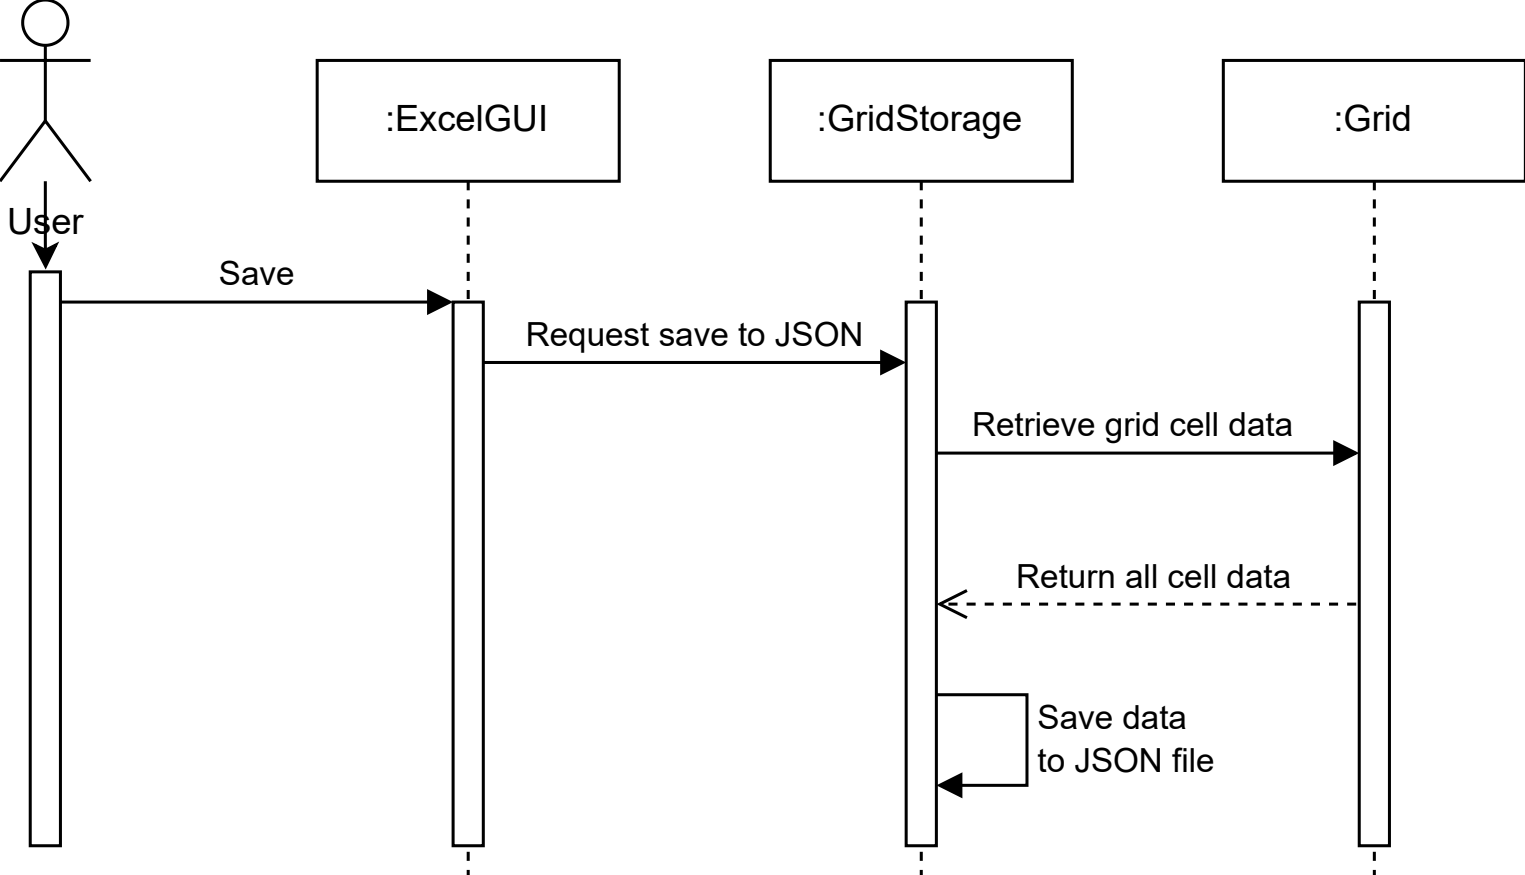 :ExcelGUI
:GridStorage
:Grid
User
Save
Request save to JSON
Retrieve grid cell data
Return all cell data
Save data
to JSON file